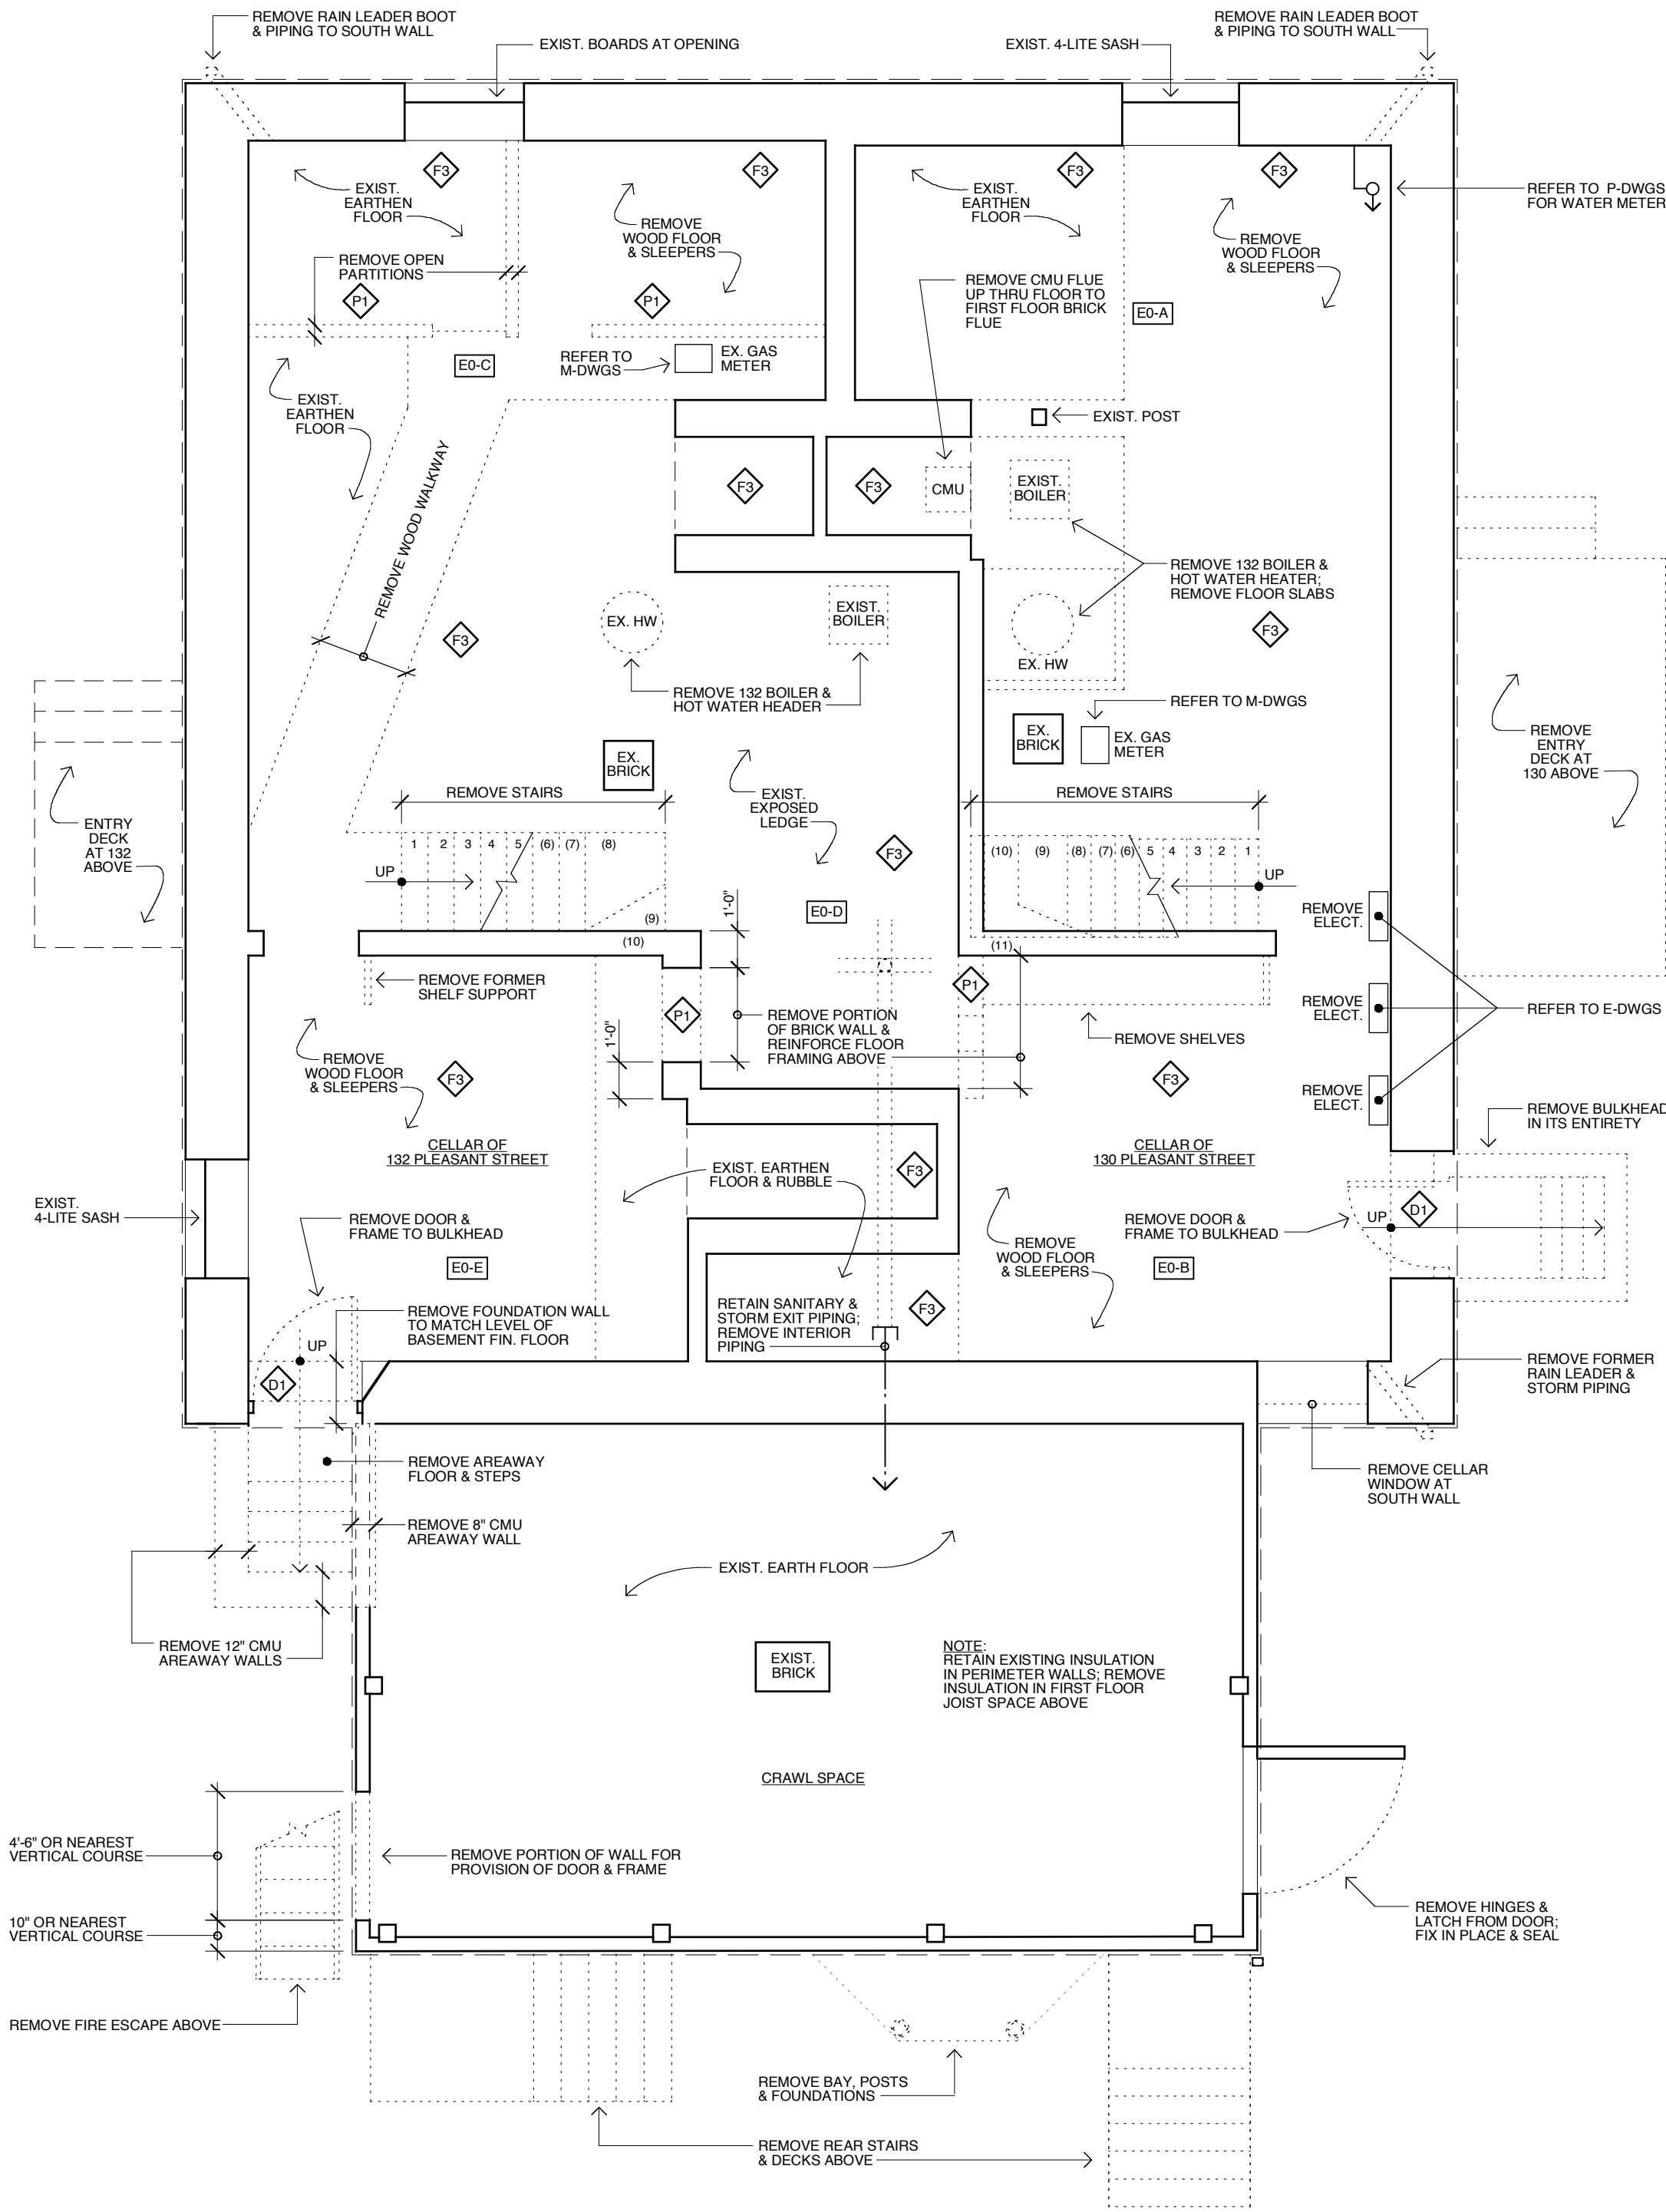 REMOVE RAIN LEADER BOOT
& PIPING TO SOUTH WALL
EXIST. BOARDS AT OPENING
EXIST. 4-LITE SASH
REMOVE RAIN LEADER BOOT
& PIPING TO SOUTH WALL
F3
F3
F3
F3
EXIST.
EARTHEN
FLOOR
REMOVE
WOOD FLOOR
& SLEEPERS
EXIST.
EARTHEN
FLOOR
REMOVE
WOOD FLOOR
& SLEEPERS
REFER TO P-DWGS
FOR WATER METER
REMOVE OPEN
PARTITIONS
P1
P1
REMOVE CMU FLUE
UP THRU FLOOR TO
FIRST FLOOR BRICK
FLUE
E0-A
E0-C
REFER TO
M-DWGS
EX. GAS
METER
EXIST.
EARTHEN
FLOOR
EXIST. POST
REMOVE WOOD WALKWAY
F3
F3
CMU
EXIST.
BOILER
REMOVE 132 BOILER &
HOT WATER HEATER;
REMOVE FLOOR SLABS
F3
EX. HW
EXIST.
BOILER
EX. HW
F3
REMOVE 132 BOILER &
HOT WATER HEADER
REFER TO M-DWGS
EX.
BRICK
EX.
BRICK
EX. GAS
METER
REMOVE
ENTRY
DECK AT
130 ABOVE
REMOVE STAIRS
EXIST.
EXPOSED
LEDGE
REMOVE STAIRS
ENTRY
DECK
AT 132
ABOVE
1 2 3 4 5 (6) (7) (8)
(9)
(10)
UP
F3
(10) (9) (8) (7) (6) 5 4 3 2 1
(11)
UP
1'-0"
E0-D
REMOVE
ELECT.
REMOVE FORMER
SHELF SUPPORT
P1
P1
REMOVE
ELECT.
REFER TO E-DWGS
REMOVE PORTION
OF BRICK WALL &
REINFORCE FLOOR
FRAMING ABOVE
REMOVE SHELVES
1'-0"
REMOVE
WOOD FLOOR
& SLEEPERS
F3
F3
REMOVE
ELECT.
REMOVE BULKHEAD
IN ITS ENTIRETY
CELLAR OF
132 PLEASANT STREET
CELLAR OF
130 PLEASANT STREET
EXIST. EARTHEN
FLOOR & RUBBLE
F3
EXIST.
4-LITE SASH
REMOVE DOOR &
FRAME TO BULKHEAD
REMOVE DOOR &
FRAME TO BULKHEAD
UP
D1
E0-E
REMOVE
WOOD FLOOR
& SLEEPERS
E0-B
REMOVE FOUNDATION WALL
TO MATCH LEVEL OF
BASEMENT FIN. FLOOR
RETAIN SANITARY &
STORM EXIT PIPING;
REMOVE INTERIOR
PIPING
F3
UP
D1
REMOVE FORMER
RAIN LEADER &
STORM PIPING
REMOVE AREAWAY
FLOOR & STEPS
REMOVE CELLAR
WINDOW AT
SOUTH WALL
REMOVE 8" CMU
AREAWAY WALL
EXIST. EARTH FLOOR
REMOVE 12" CMU
AREAWAY WALLS
EXIST.
BRICK
NOTE:
RETAIN EXISTING INSULATION
IN PERIMETER WALLS; REMOVE
INSULATION IN FIRST FLOOR
JOIST SPACE ABOVE
CRAWL SPACE
4'-6" OR NEAREST
VERTICAL COURSE
REMOVE PORTION OF WALL FOR
PROVISION OF DOOR & FRAME
10" OR NEAREST
VERTICAL COURSE
REMOVE HINGES &
LATCH FROM DOOR;
FIX IN PLACE & SEAL
REMOVE FIRE ESCAPE ABOVE
REMOVE BAY, POSTS
& FOUNDATIONS
REMOVE REAR STAIRS
& DECKS ABOVE